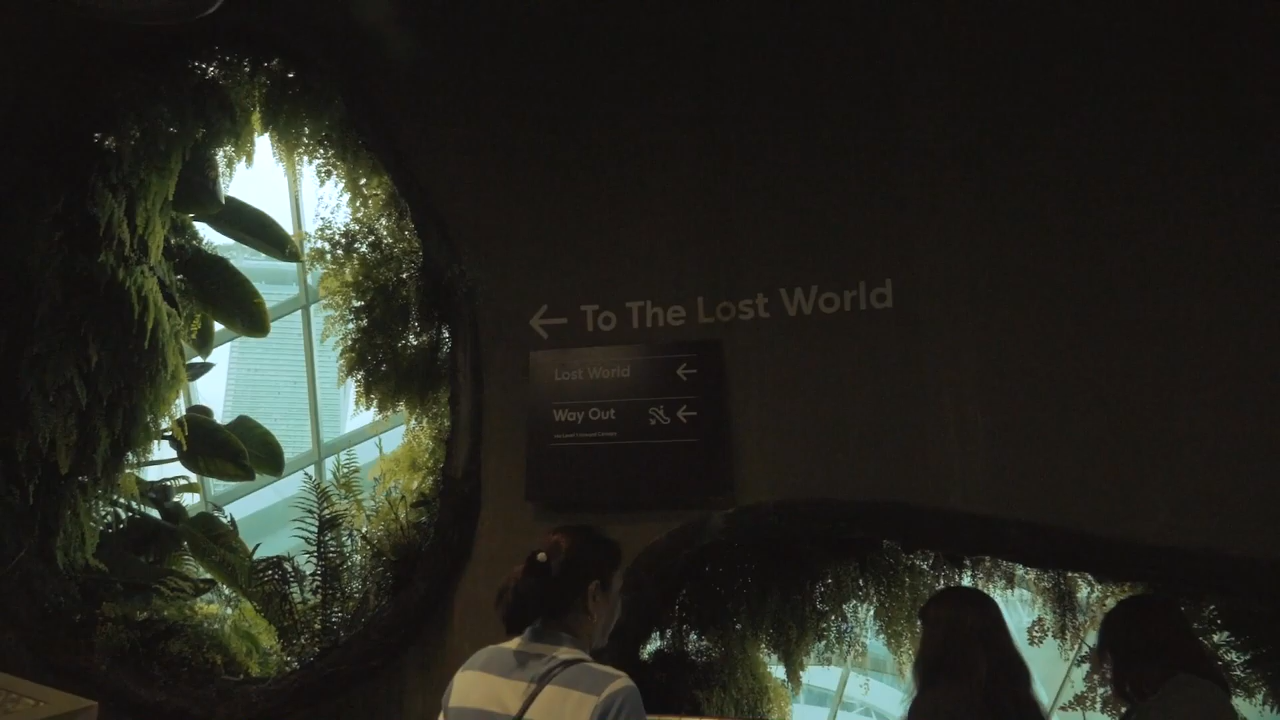 ← To The Lost World
Lost World ←
Way Out ←